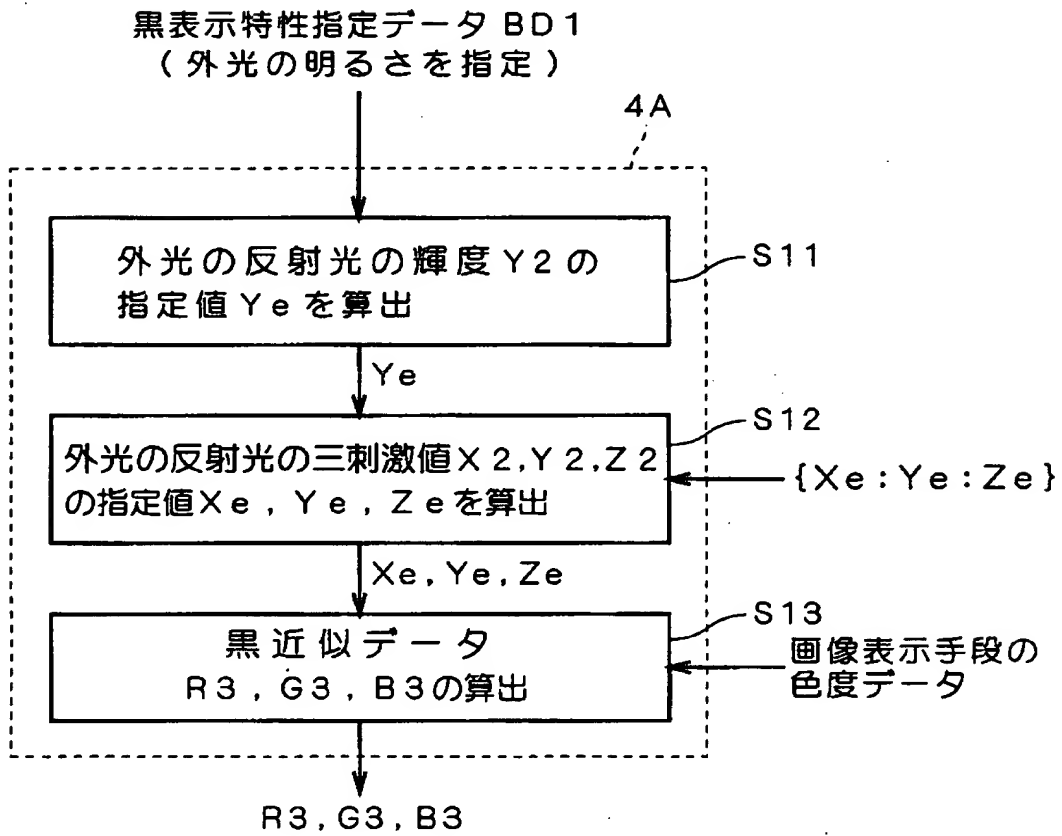 黒表示特性指定データ BD1
(外光の明るさを指定)
4A
外光の反射光の輝度Y2の
指定値Yeを算出
S11
Ye
S12
外光の反射光の三刺激値X2,Y2,Z2
の指定値Xe,Ye,Zeを算出
{Xe:Ye:Ze}
Xe,Ye,Ze
S13
黒近似データ
R3,G3,B3の算出
画像表示手段の
色度データ
R3,G3,B3